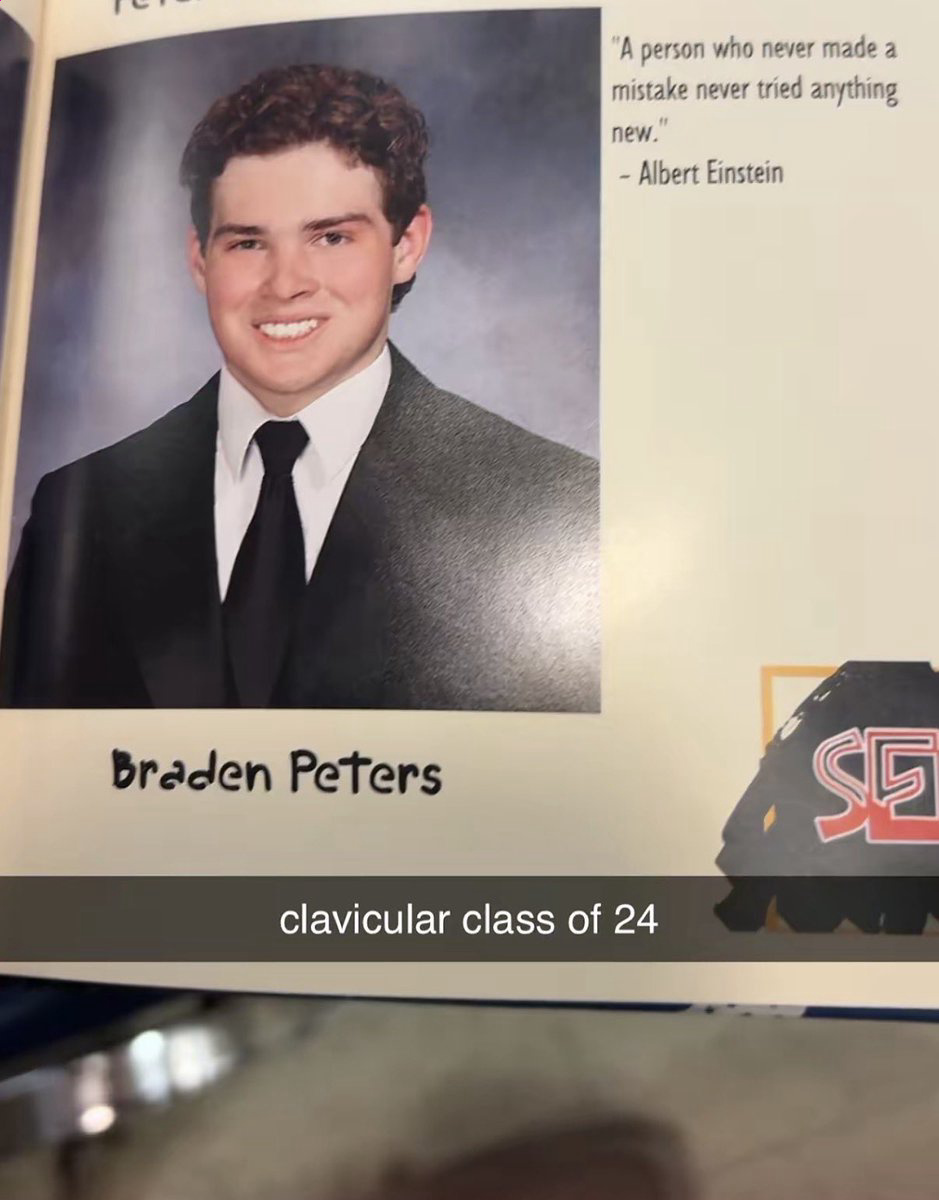 "A person who never made a
mistake never tried anything
new."
– Albert Einstein
Braden Peters
clavicular class of 24